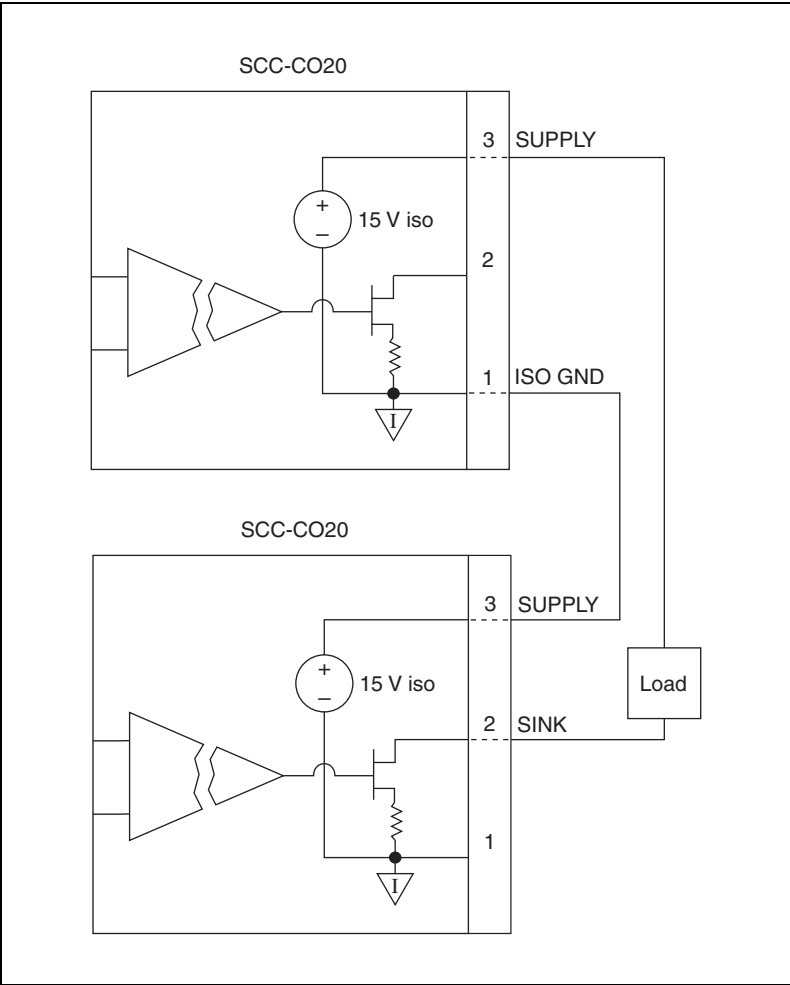 SCC-CO20
3 SUPPLY
+
–
15 V iso
2
1 ISO GND
I
SCC-CO20
3 SUPPLY
+
–
15 V iso
Load
2 SINK
1
I